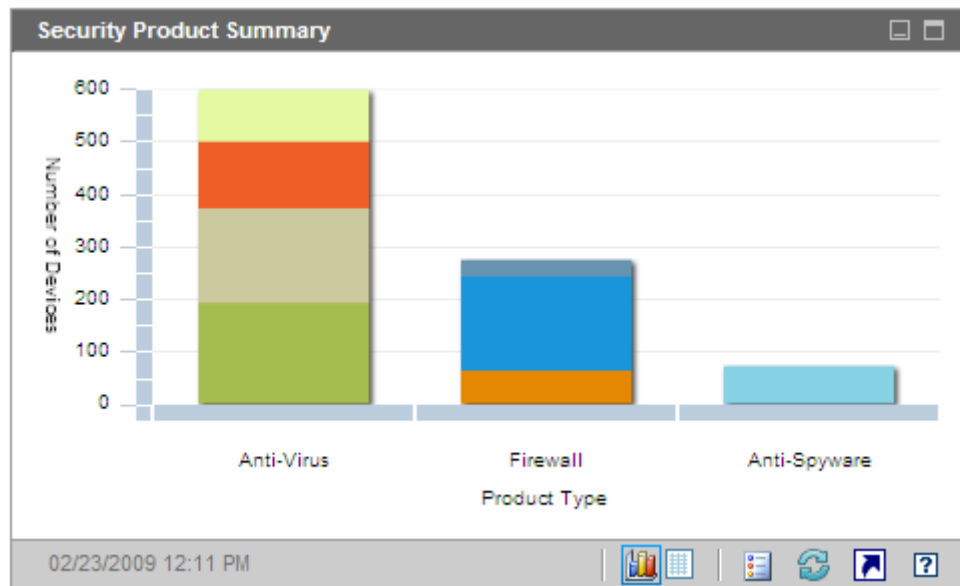 Security Product Summary
600
500
400
300
200
100
0
Number of Devices
Anti-Virus
Firewall
Anti-Spyware
Product Type
02/23/2009 12:11 PM
?